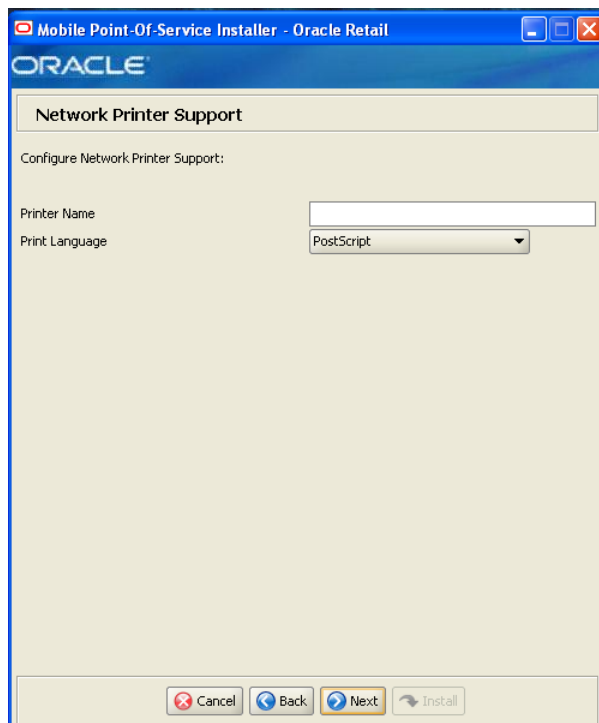 Mobile Point-Of-Service Installer - Oracle Retail
ORACLE
Network Printer Support
Configure Network Printer Support:
Printer Name
Print Language PostScript
Cancel Back Next Install